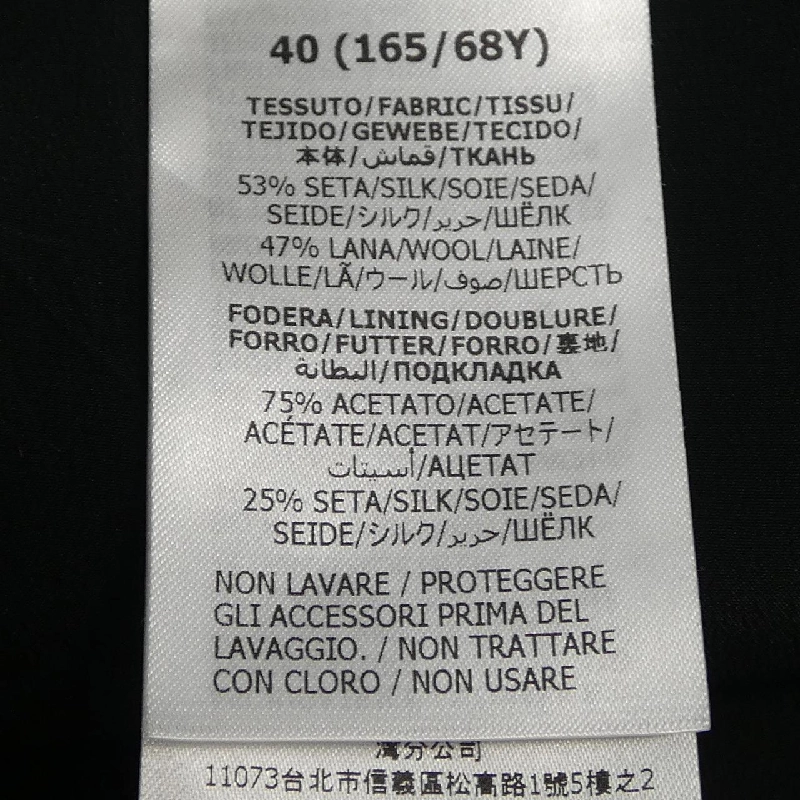 40 (165/68Y)
TESSUTO/FABRIC/TISSU/
TEJIDO/GEWEBE/TECIDO/
本体/قماش/ТКАНЬ
53% SETA/SILK/SOIE/SEDA/
SEIDE/シルク/حرير/ШЁЛК
47% LANA/WOOL/LAINE/
WOLLE/LÃ/ウール/صوف/ШЕРСТЬ
FODERA/LINING/DOUBLURE/
FORRO/FUTTER/FORRO/裏地/
البطانة/ПОДКЛАДКА
75% ACETATO/ACETATE/
ACÉTATE/ACETAT/アセテート/
أسيتات/АЦЕТАТ
25% SETA/SILK/SOIE/SEDA/
SEIDE/シルク/حرير/ШЁЛК
NON LAVARE / PROTEGGERE
GLI ACCESSORI PRIMA DEL
LAVAGGIO. / NON TRATTARE
CON CLORO / NON USARE
灣分公司
11073台北市信義區松高路1號5樓之2